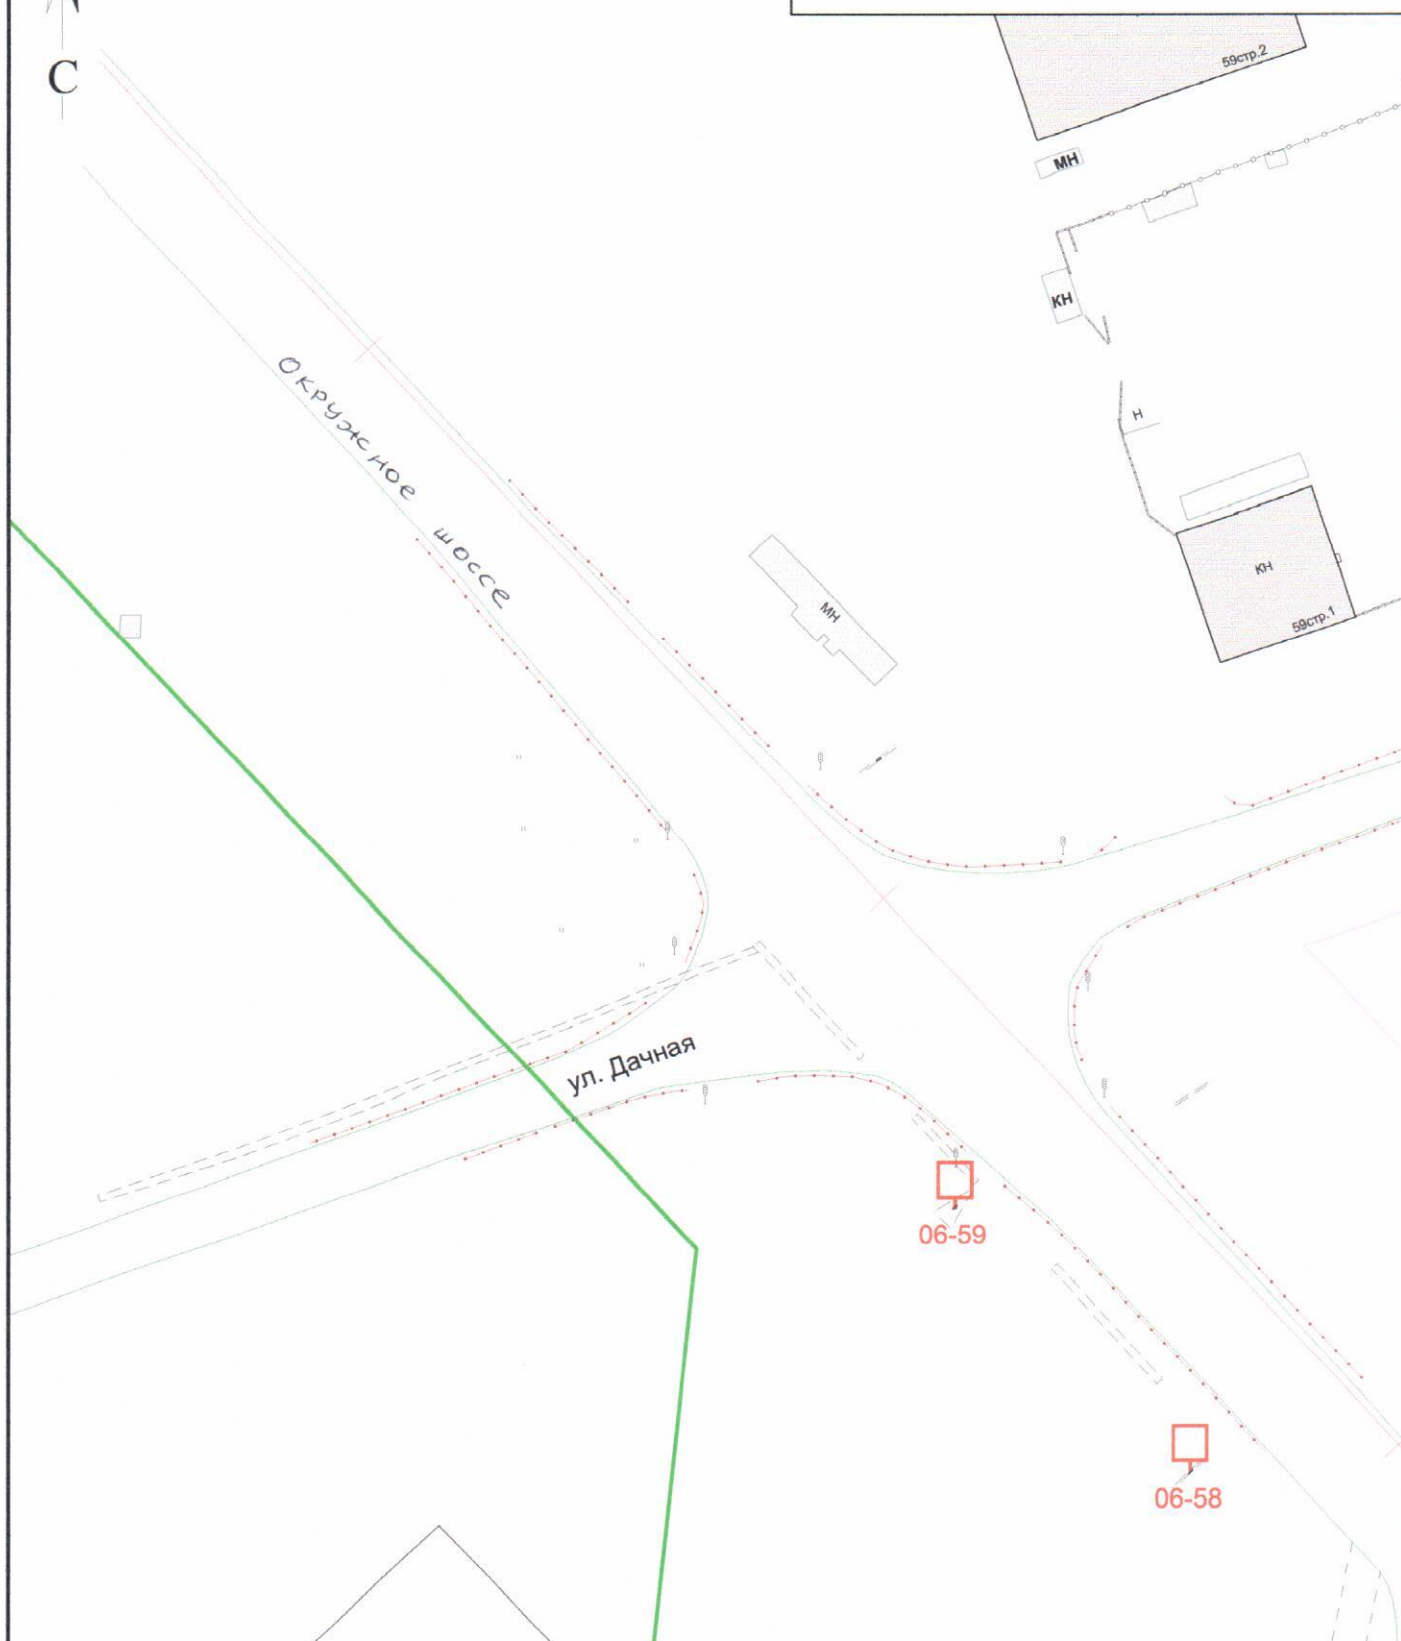 С
59стр.2
МН
КН
Н
Окружное шоссе
МН
КН
59стр.1
ул. Дачная
06-59
06-58